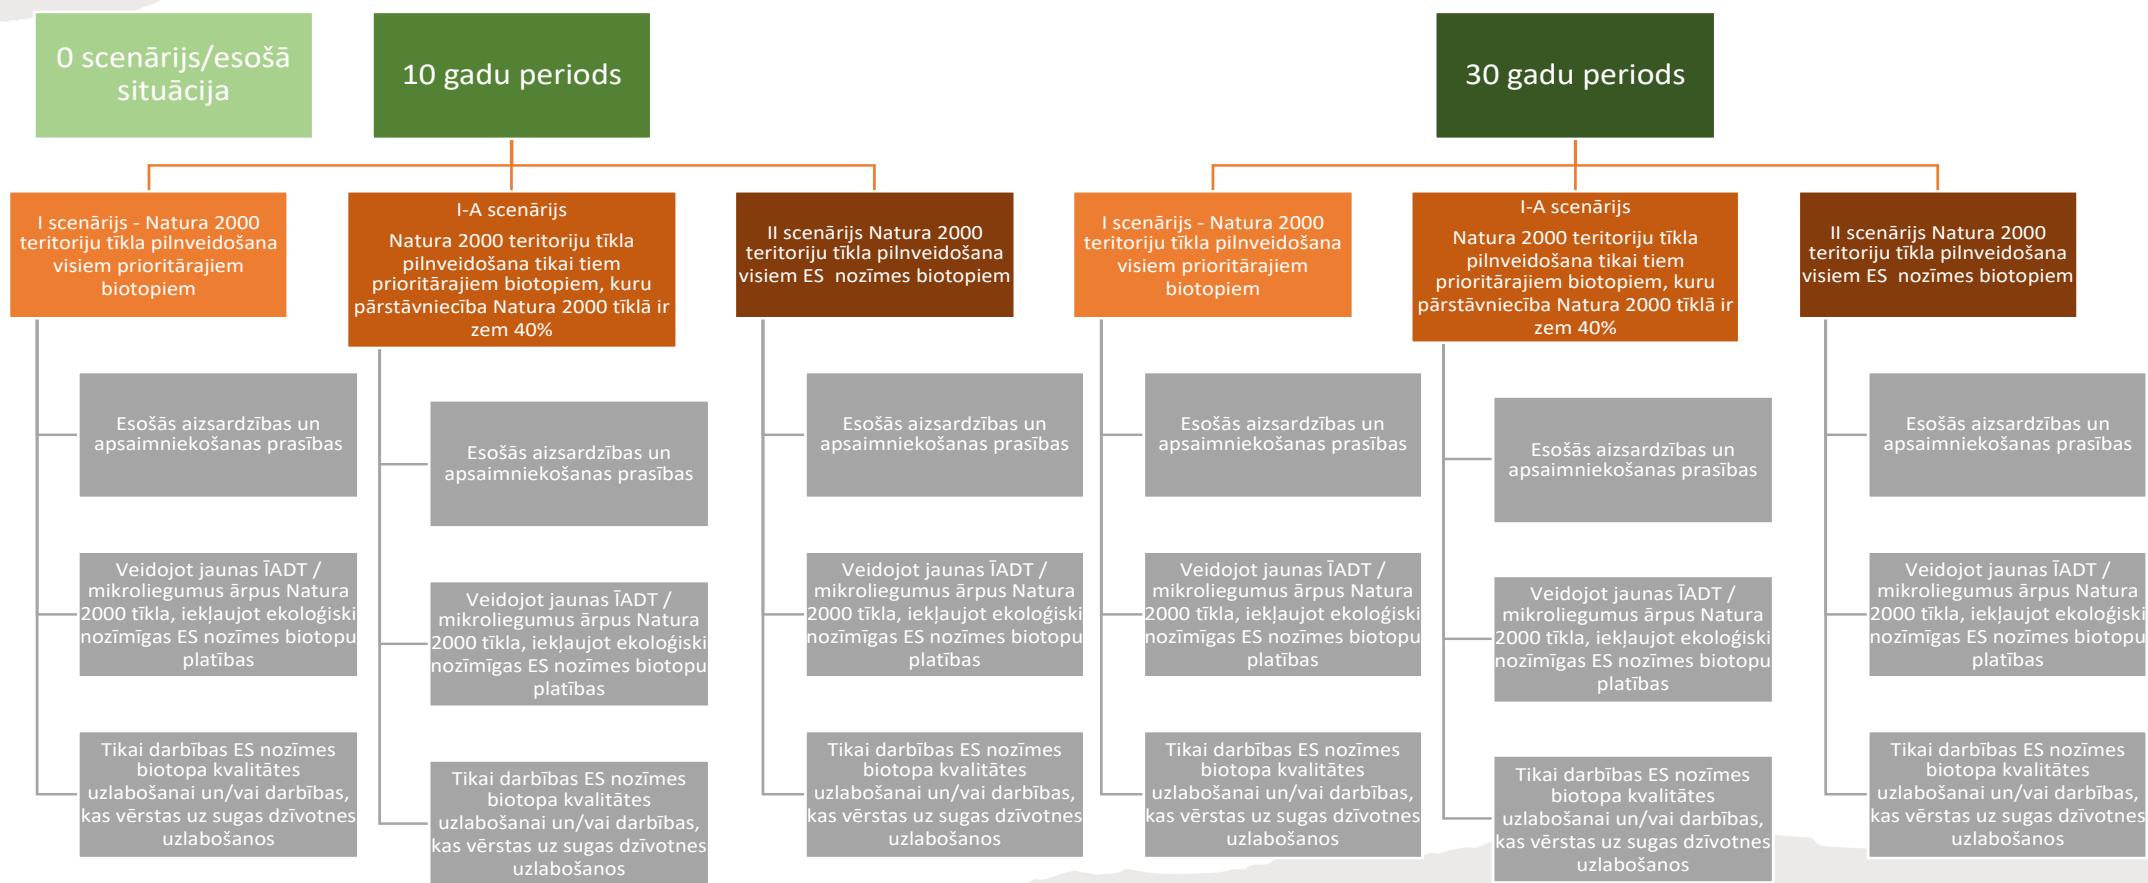 0 scenārijs/esošā
situācija
10 gadu periods
30 gadu periods
I scenārijs - Natura 2000
teritoriju tīkla pilnveidošana
visiem prioritārajiem
biotopiem
I-A scenārijs
Natura 2000 teritoriju tīkla
pilnveidošana tikai tiem
prioritārajiem biotopiem, kuru
pārstāvniecība Natura 2000 tīklā ir
zem 40%
II scenārijs Natura 2000
teritoriju tīkla pilnveidošana
visiem ES nozīmes biotopiem
I scenārijs - Natura 2000
teritoriju tīkla pilnveidošana
visiem prioritārajiem
biotopiem
I-A scenārijs
Natura 2000 teritoriju tīkla
pilnveidošana tikai tiem
prioritārajiem biotopiem, kuru
pārstāvniecība Natura 2000 tīklā ir
zem 40%
II scenārijs Natura 2000
teritoriju tīkla pilnveidošana
visiem ES nozīmes biotopiem
Esošās aizsardzības un
apsaimniekošanas prasības
Veidojot jaunas ĪADT /
mikroliegumus ārpus Natura
2000 tīkla, iekļaujot ekoloģiski
nozīmīgas ES nozīmes biotopu
platības
Tikai darbības ES nozīmes
biotopa kvalitātes
uzlabošanai un/vai darbības,
kas vērstas uz sugas dzīvotnes
uzlabošanos
Esošās aizsardzības un
apsaimniekošanas prasības
Veidojot jaunas ĪADT /
mikroliegumus ārpus Natura
2000 tīkla, iekļaujot ekoloģiski
nozīmīgas ES nozīmes biotopu
platības
Tikai darbības ES nozīmes
biotopa kvalitātes
uzlabošanai un/vai darbības,
kas vērstas uz sugas dzīvotnes
uzlabošanos
Esošās aizsardzības un
apsaimniekošanas prasības
Veidojot jaunas ĪADT /
mikroliegumus ārpus Natura
2000 tīkla, iekļaujot ekoloģiski
nozīmīgas ES nozīmes biotopu
platības
Tikai darbības ES nozīmes
biotopa kvalitātes
uzlabošanai un/vai darbības,
kas vērstas uz sugas dzīvotnes
uzlabošanos
Esošās aizsardzības un
apsaimniekošanas prasības
Veidojot jaunas ĪADT /
mikroliegumus ārpus Natura
2000 tīkla, iekļaujot ekoloģiski
nozīmīgas ES nozīmes biotopu
platības
Tikai darbības ES nozīmes
biotopa kvalitātes
uzlabošanai un/vai darbības,
kas vērstas uz sugas dzīvotnes
uzlabošanos
Esošās aizsardzības un
apsaimniekošanas prasības
Veidojot jaunas ĪADT /
mikroliegumus ārpus Natura
2000 tīkla, iekļaujot ekoloģiski
nozīmīgas ES nozīmes biotopu
platības
Tikai darbības ES nozīmes
biotopa kvalitātes
uzlabošanai un/vai darbības,
kas vērstas uz sugas dzīvotnes
uzlabošanos
Esošās aizsardzības un
apsaimniekošanas prasības
Veidojot jaunas ĪADT /
mikroliegumus ārpus Natura
2000 tīkla, iekļaujot ekoloģiski
nozīmīgas ES nozīmes biotopu
platības
Tikai darbības ES nozīmes
biotopa kvalitātes
uzlabošanai un/vai darbības,
kas vērstas uz sugas dzīvotnes
uzlabošanos